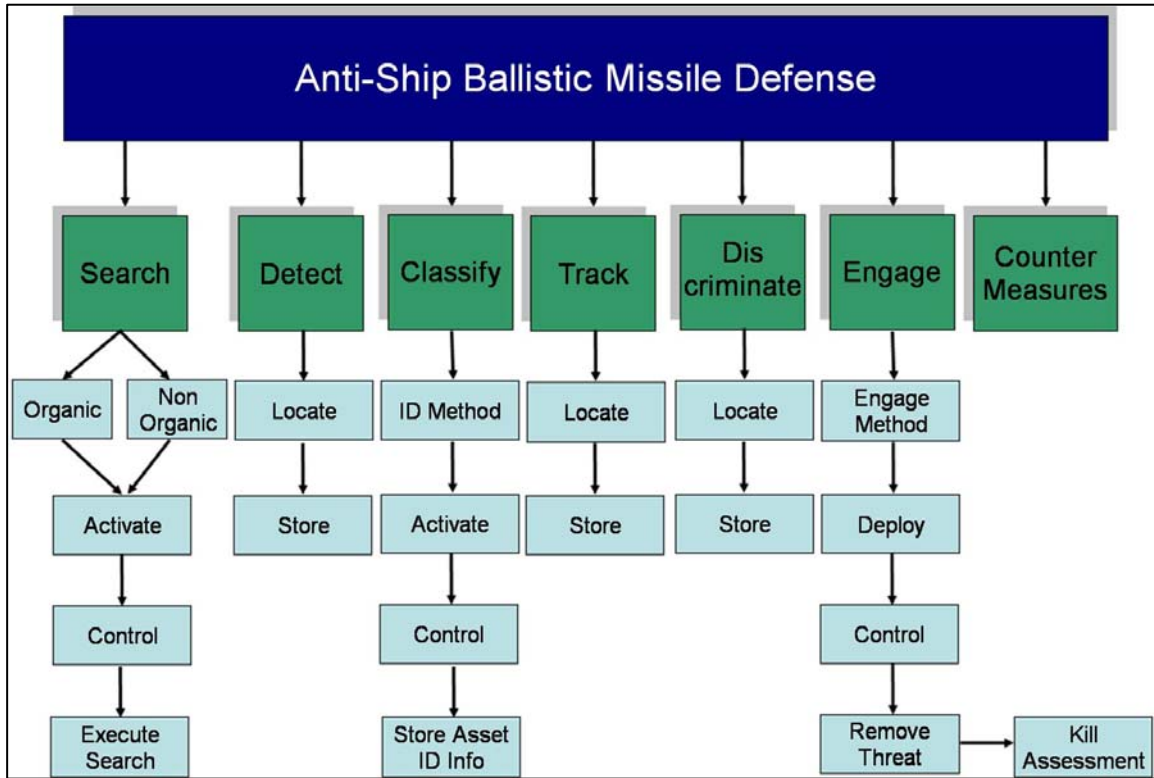 Anti-Ship Ballistic Missile Defense
Search
Detect
Classify
Track
Dis
criminate
Engage
Counter
Measures
Organic
Non
Organic
Locate
ID Method
Locate
Locate
Engage
Method
Activate
Store
Activate
Store
Store
Deploy
Control
Control
Control
Execute
Search
Store Asset
ID Info
Remove
Threat
Kill
Assessment